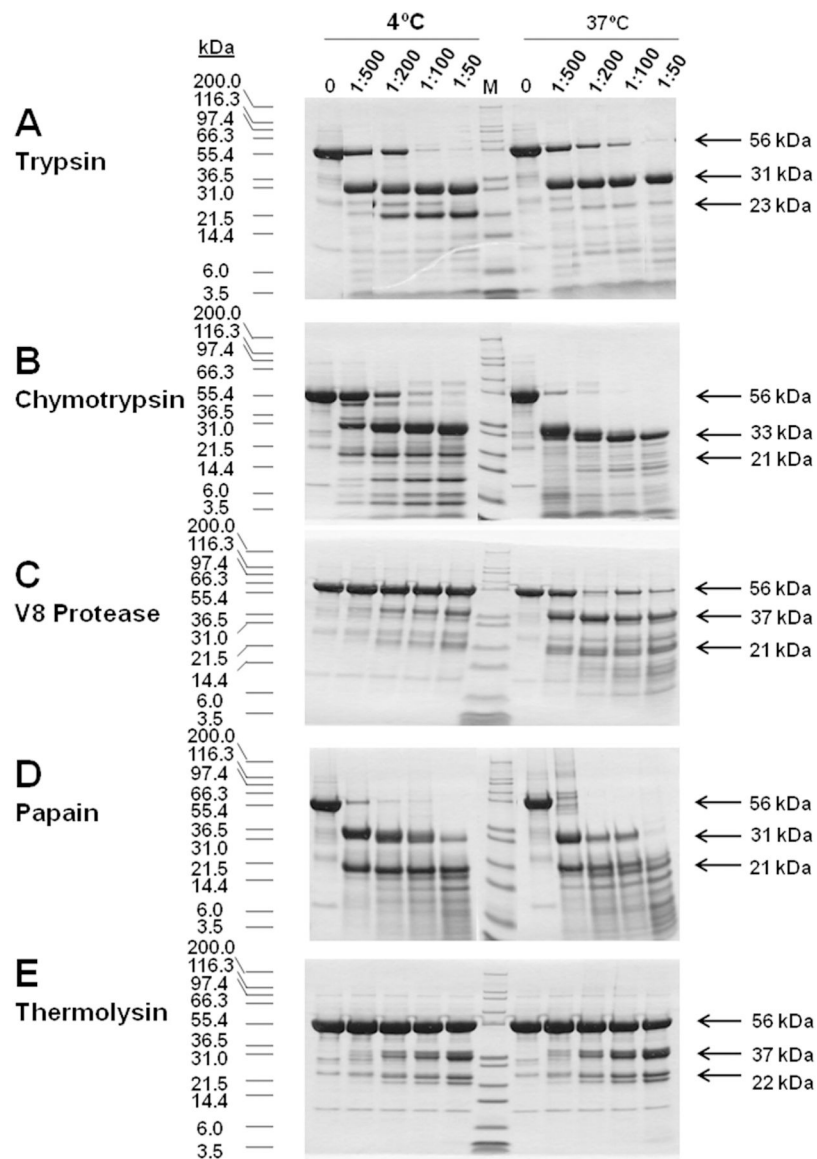 4°C 37°C
kDa
0 1:500 1:200 1:100 1:50 M 0 1:500 1:200 1:100 1:50
A
Trypsin
200.0
116.3
97.4
66.3
55.4
36.5
31.0
21.5
14.4
6.0
3.5
56 kDa
31 kDa
23 kDa
B
Chymotrypsin
200.0
116.3
97.4
66.3
55.4
36.5
31.0
21.5
14.4
6.0
3.5
56 kDa
33 kDa
21 kDa
C
V8 Protease
200.0
116.3
97.4
66.3
55.4
36.5
31.0
21.5
14.4
6.0
3.5
56 kDa
37 kDa
21 kDa
D
Papain
200.0
116.3
97.4
66.3
55.4
36.5
31.0
21.5
14.4
6.0
3.5
56 kDa
31 kDa
21 kDa
E
Thermolysin
200.0
116.3
97.4
66.3
55.4
36.5
31.0
21.5
14.4
6.0
3.5
56 kDa
37 kDa
22 kDa